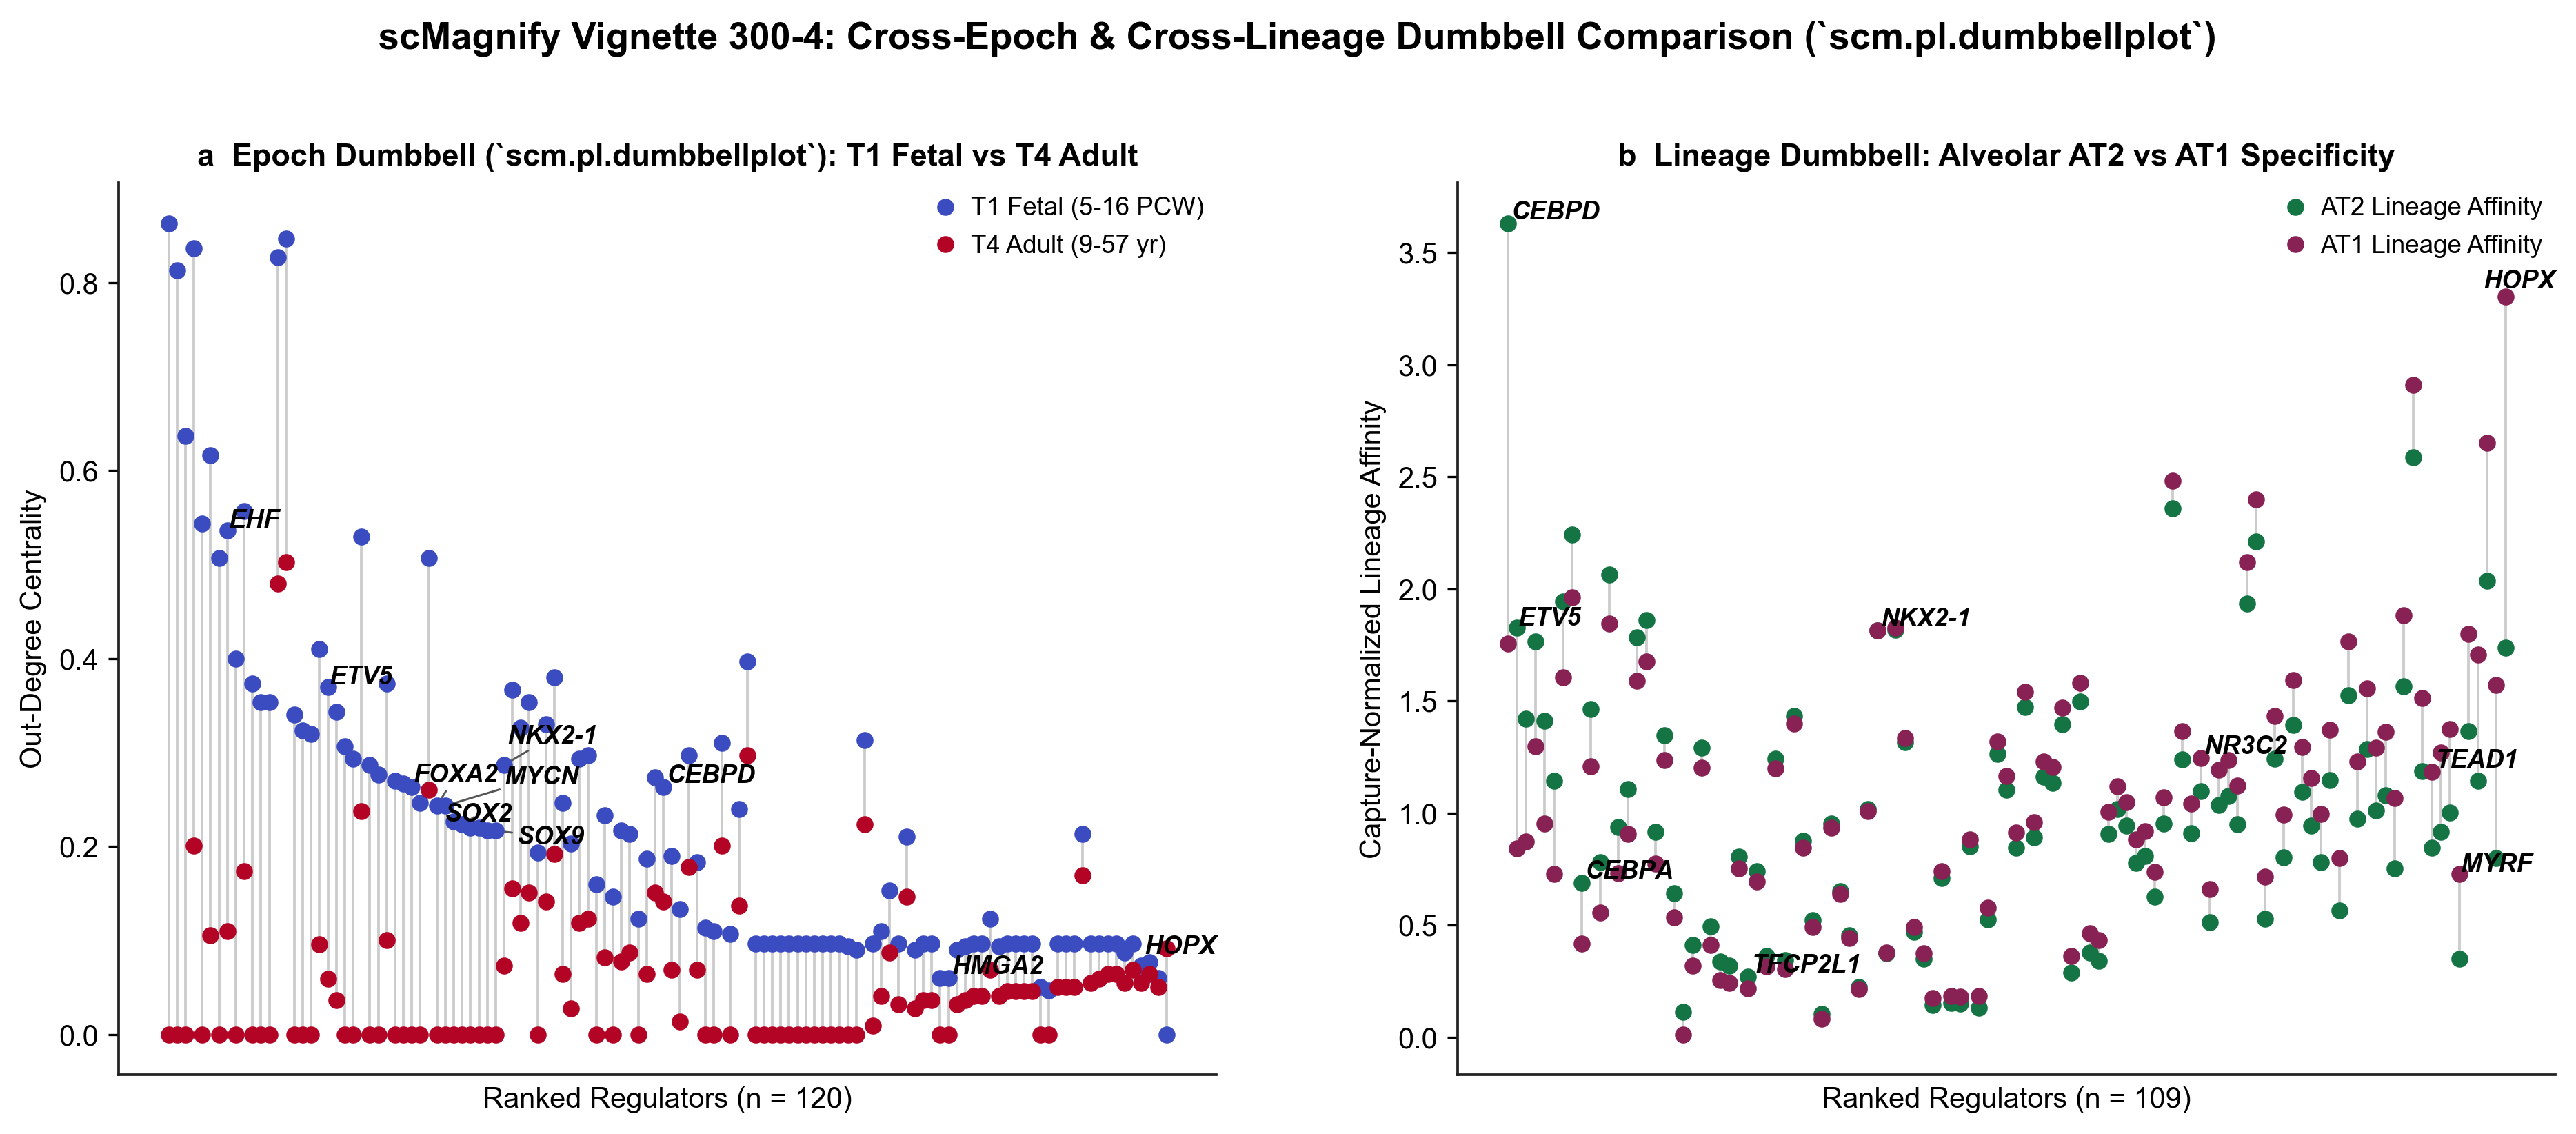 scMagnify Vignette 300-4: Cross-Epoch & Cross-Lineage Dumbbell Comparison (`scm.pl.dumbbellplot`)
a Epoch Dumbbell (`scm.pl.dumbbellplot`): T1 Fetal vs T4 Adult
T1 Fetal (5-16 PCW)
T4 Adult (9-57 yr)
Out-Degree Centrality
0.8
0.6
0.4
0.2
0.0
EHF
ETV5
NKX2-1
FOXA2
MYCN
CEBPD
SOX2
SOX9
HOPX
HMGA2
Ranked Regulators (n = 120)
b Lineage Dumbbell: Alveolar AT2 vs AT1 Specificity
AT2 Lineage Affinity
AT1 Lineage Affinity
Capture-Normalized Lineage Affinity
3.5
3.0
2.5
2.0
1.5
1.0
0.5
0.0
CEBPD
HOPX
ETV5
NKX2-1
NR3C2
TEAD1
CEBPA
MYRF
TFCP2L1
Ranked Regulators (n = 109)